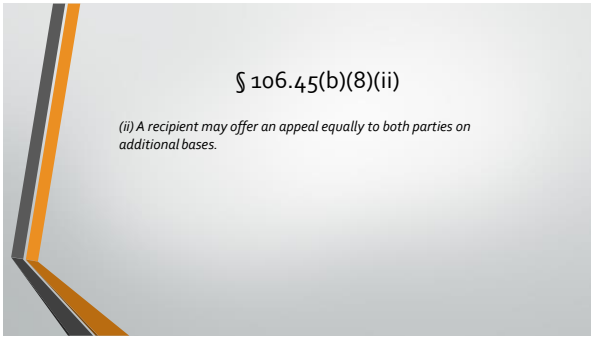 § 106.45(b)(8)(ii)
(ii) A recipient may offer an appeal equally to both parties on
additional bases.